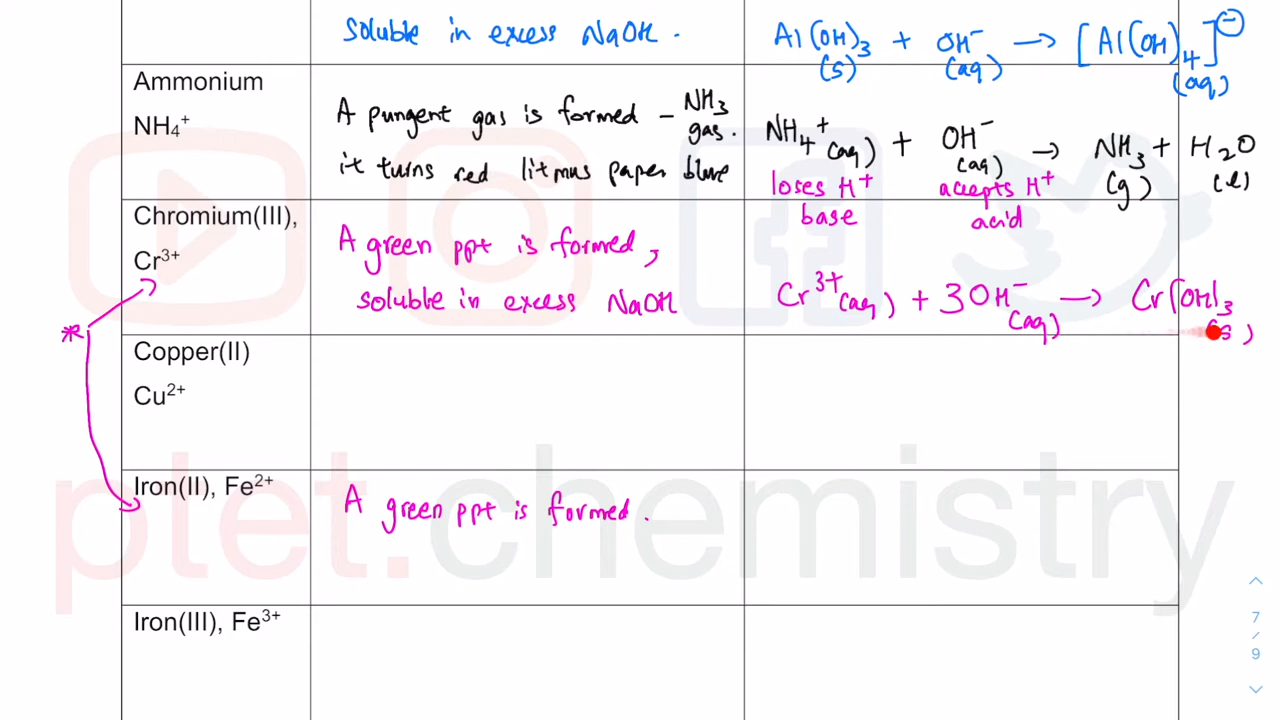 soluble in excess NaOH.
Al(OH)₃ + OH⁻ → [Al(OH)₄]⁻
(s) (aq) (aq)
Ammonium
NH₄⁺
A pungent gas is formed – NH₃
gas.
it turns red litmus paper blue
NH₄⁺(aq) + OH⁻(aq) → NH₃(g) + H₂O(l)
loses H⁺
base
accepts H⁺
acid
Chromium(III),
Cr³⁺
A green ppt is formed,
soluble in excess NaOH
Cr³⁺(aq) + 3OH⁻(aq) → Cr(OH)₃(s)
*
Copper(II)
Cu²⁺
Iron(II), Fe²⁺
A green ppt is formed.
Iron(III), Fe³⁺
ptet.chemistry
7
/
9